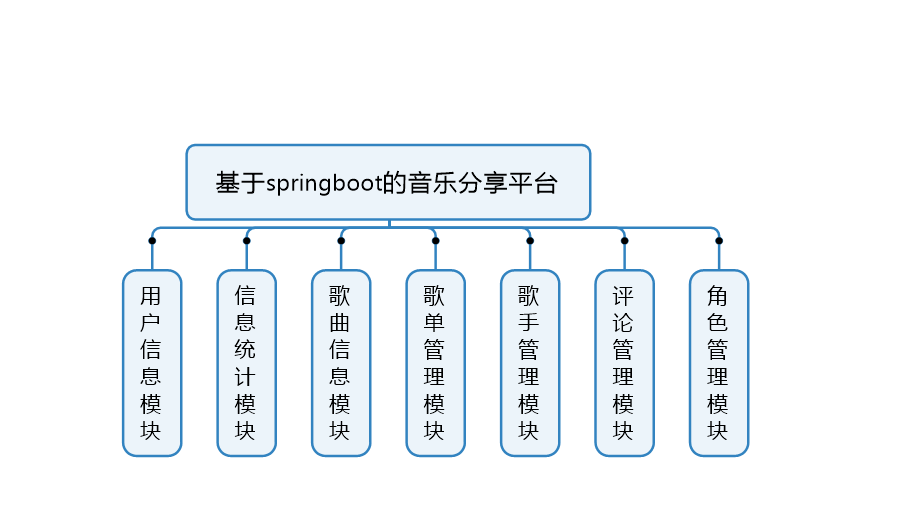 基于springboot的音乐分享平台
用户信息模块
信息统计模块
歌曲信息模块
歌单管理模块
歌手管理模块
评论管理模块
角色管理模块